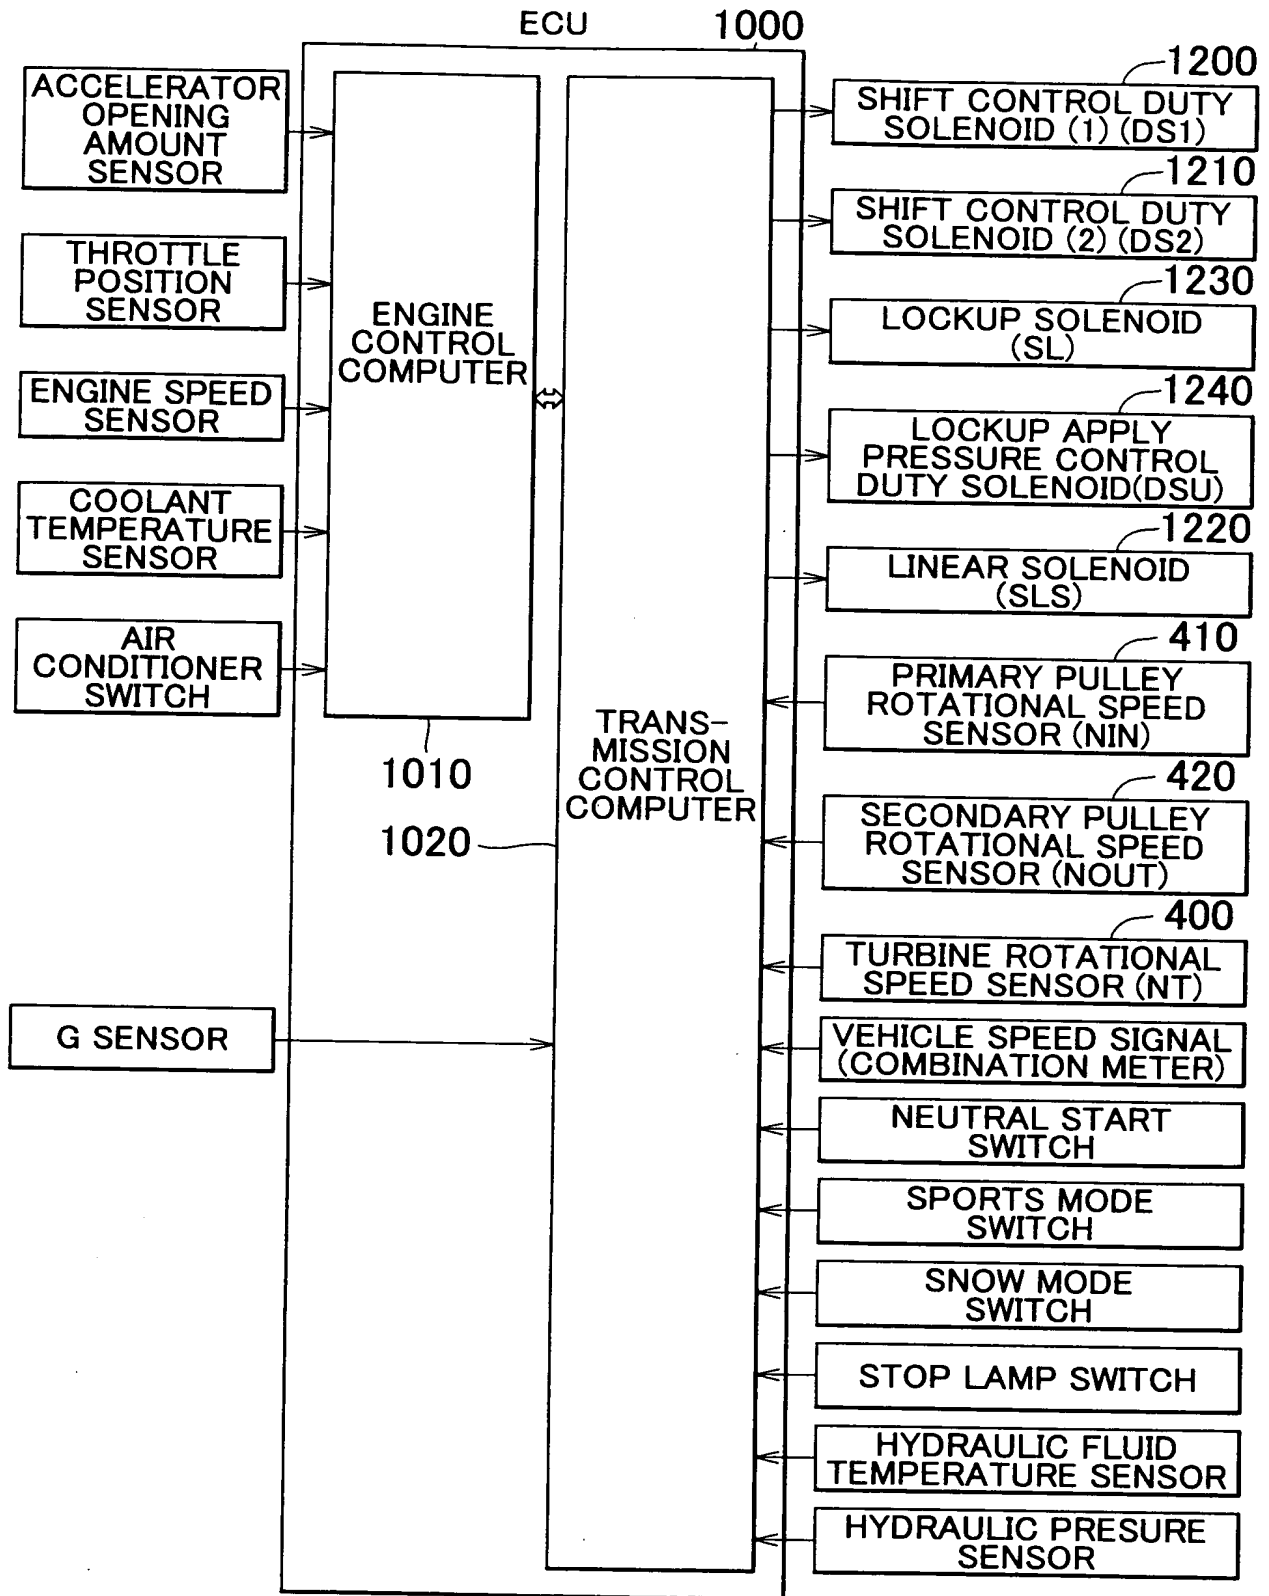 ECU
1000
ACCELERATOR
OPENING
AMOUNT
SENSOR
THROTTLE
POSITION
SENSOR
ENGINE SPEED
SENSOR
COOLANT
TEMPERATURE
SENSOR
AIR
CONDITIONER
SWITCH
G SENSOR
ENGINE
CONTROL
COMPUTER
1010
1020
TRANS-
MISSION
CONTROL
COMPUTER
1200
SHIFT CONTROL DUTY
SOLENOID (1) (DS1)
1210
SHIFT CONTROL DUTY
SOLENOID (2) (DS2)
1230
LOCKUP SOLENOID
(SL)
1240
LOCKUP APPLY
PRESSURE CONTROL
DUTY SOLENOID(DSU)
1220
LINEAR SOLENOID
(SLS)
410
PRIMARY PULLEY
ROTATIONAL SPEED
SENSOR (NIN)
420
SECONDARY PULLEY
ROTATIONAL SPEED
SENSOR (NOUT)
400
TURBINE ROTATIONAL
SPEED SENSOR (NT)
VEHICLE SPEED SIGNAL
(COMBINATION METER)
NEUTRAL START
SWITCH
SPORTS MODE
SWITCH
SNOW MODE
SWITCH
STOP LAMP SWITCH
HYDRAULIC FLUID
TEMPERATURE SENSOR
HYDRAULIC PRESURE
SENSOR